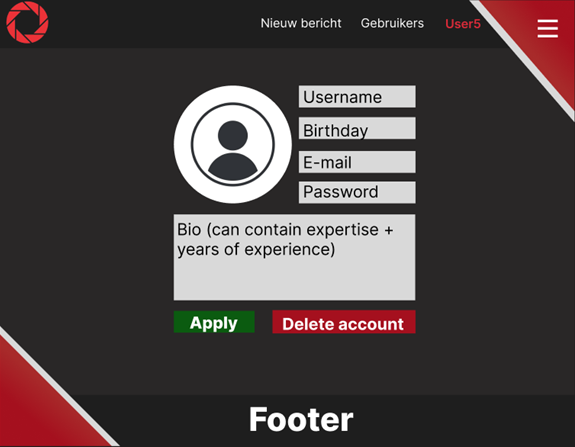 Nieuw bericht Gebruikers User5
Username
Birthday
E-mail
Password
Bio (can contain expertise +
years of experience)
Apply Delete account
Footer